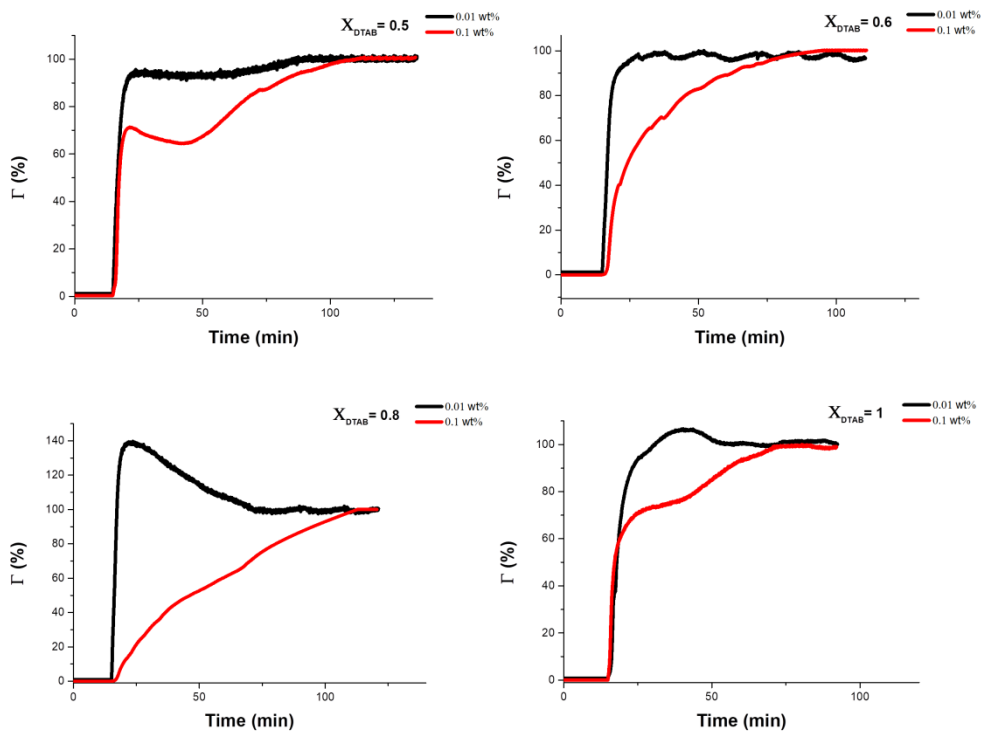 X_DTAB= 0.5
0.01 wt%
0.1 wt%
Γ (%)
100
80
60
40
20
0
0
50
100
Time (min)
X_DTAB= 0.6
0.01 wt%
0.1 wt%
Γ (%)
100
80
60
40
20
0
0
50
100
Time (min)
X_DTAB= 0.8
0.01 wt%
0.1 wt%
Γ (%)
140
120
100
80
60
40
20
0
0
50
100
Time (min)
X_DTAB= 1
0.01 wt%
0.1 wt%
Γ (%)
100
80
60
40
20
0
0
50
100
Time (min)